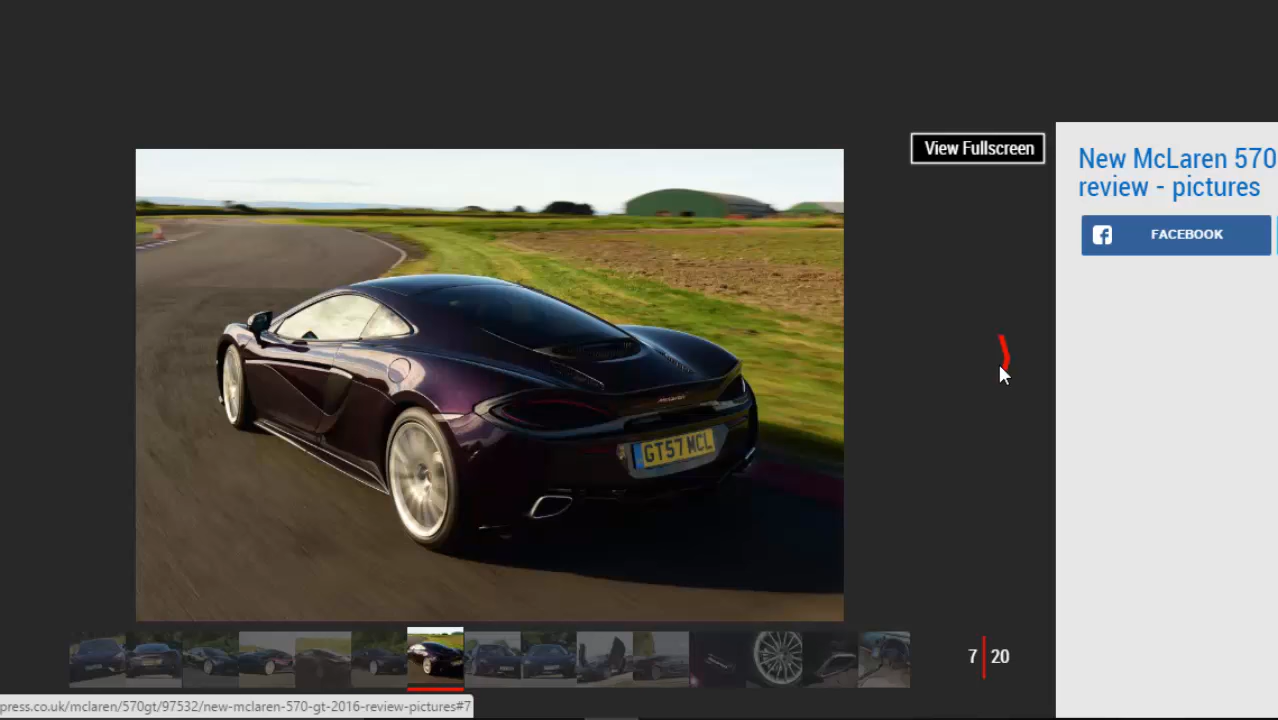 View Fullscreen
New McLaren 570
review - pictures
FACEBOOK
McLaren
GT57 MCL
7 20
press.co.uk/mclaren/570gt/97532/new-mclaren-570-gt-2016-review-pictures#7